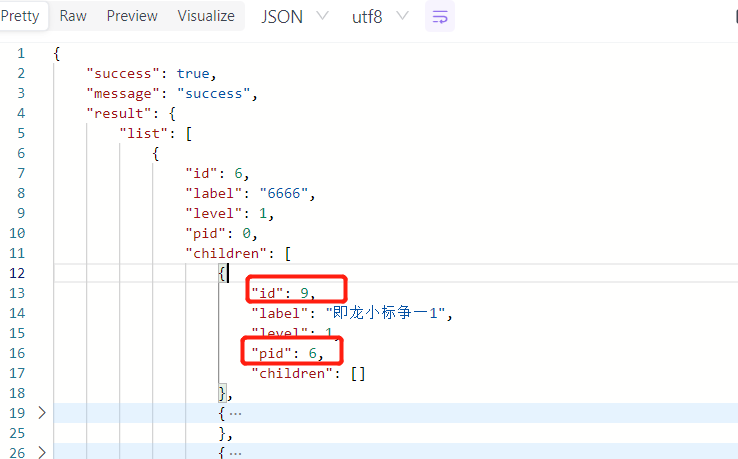 Pretty Raw Preview Visualize JSON utf8
1 {
2 "success": true,
3 "message": "success",
4 "result": {
5 "list": [
6 {
7 "id": 6,
8 "label": "6666",
9 "level": 1,
10 "pid": 0,
11 "children": [
12 {
13 "id": 9,
14 "label": "即龙小标争一1",
15 "level": 1,
16 "pid": 6,
17 "children": []
18 },
19 { ...
25 },
26 { ...